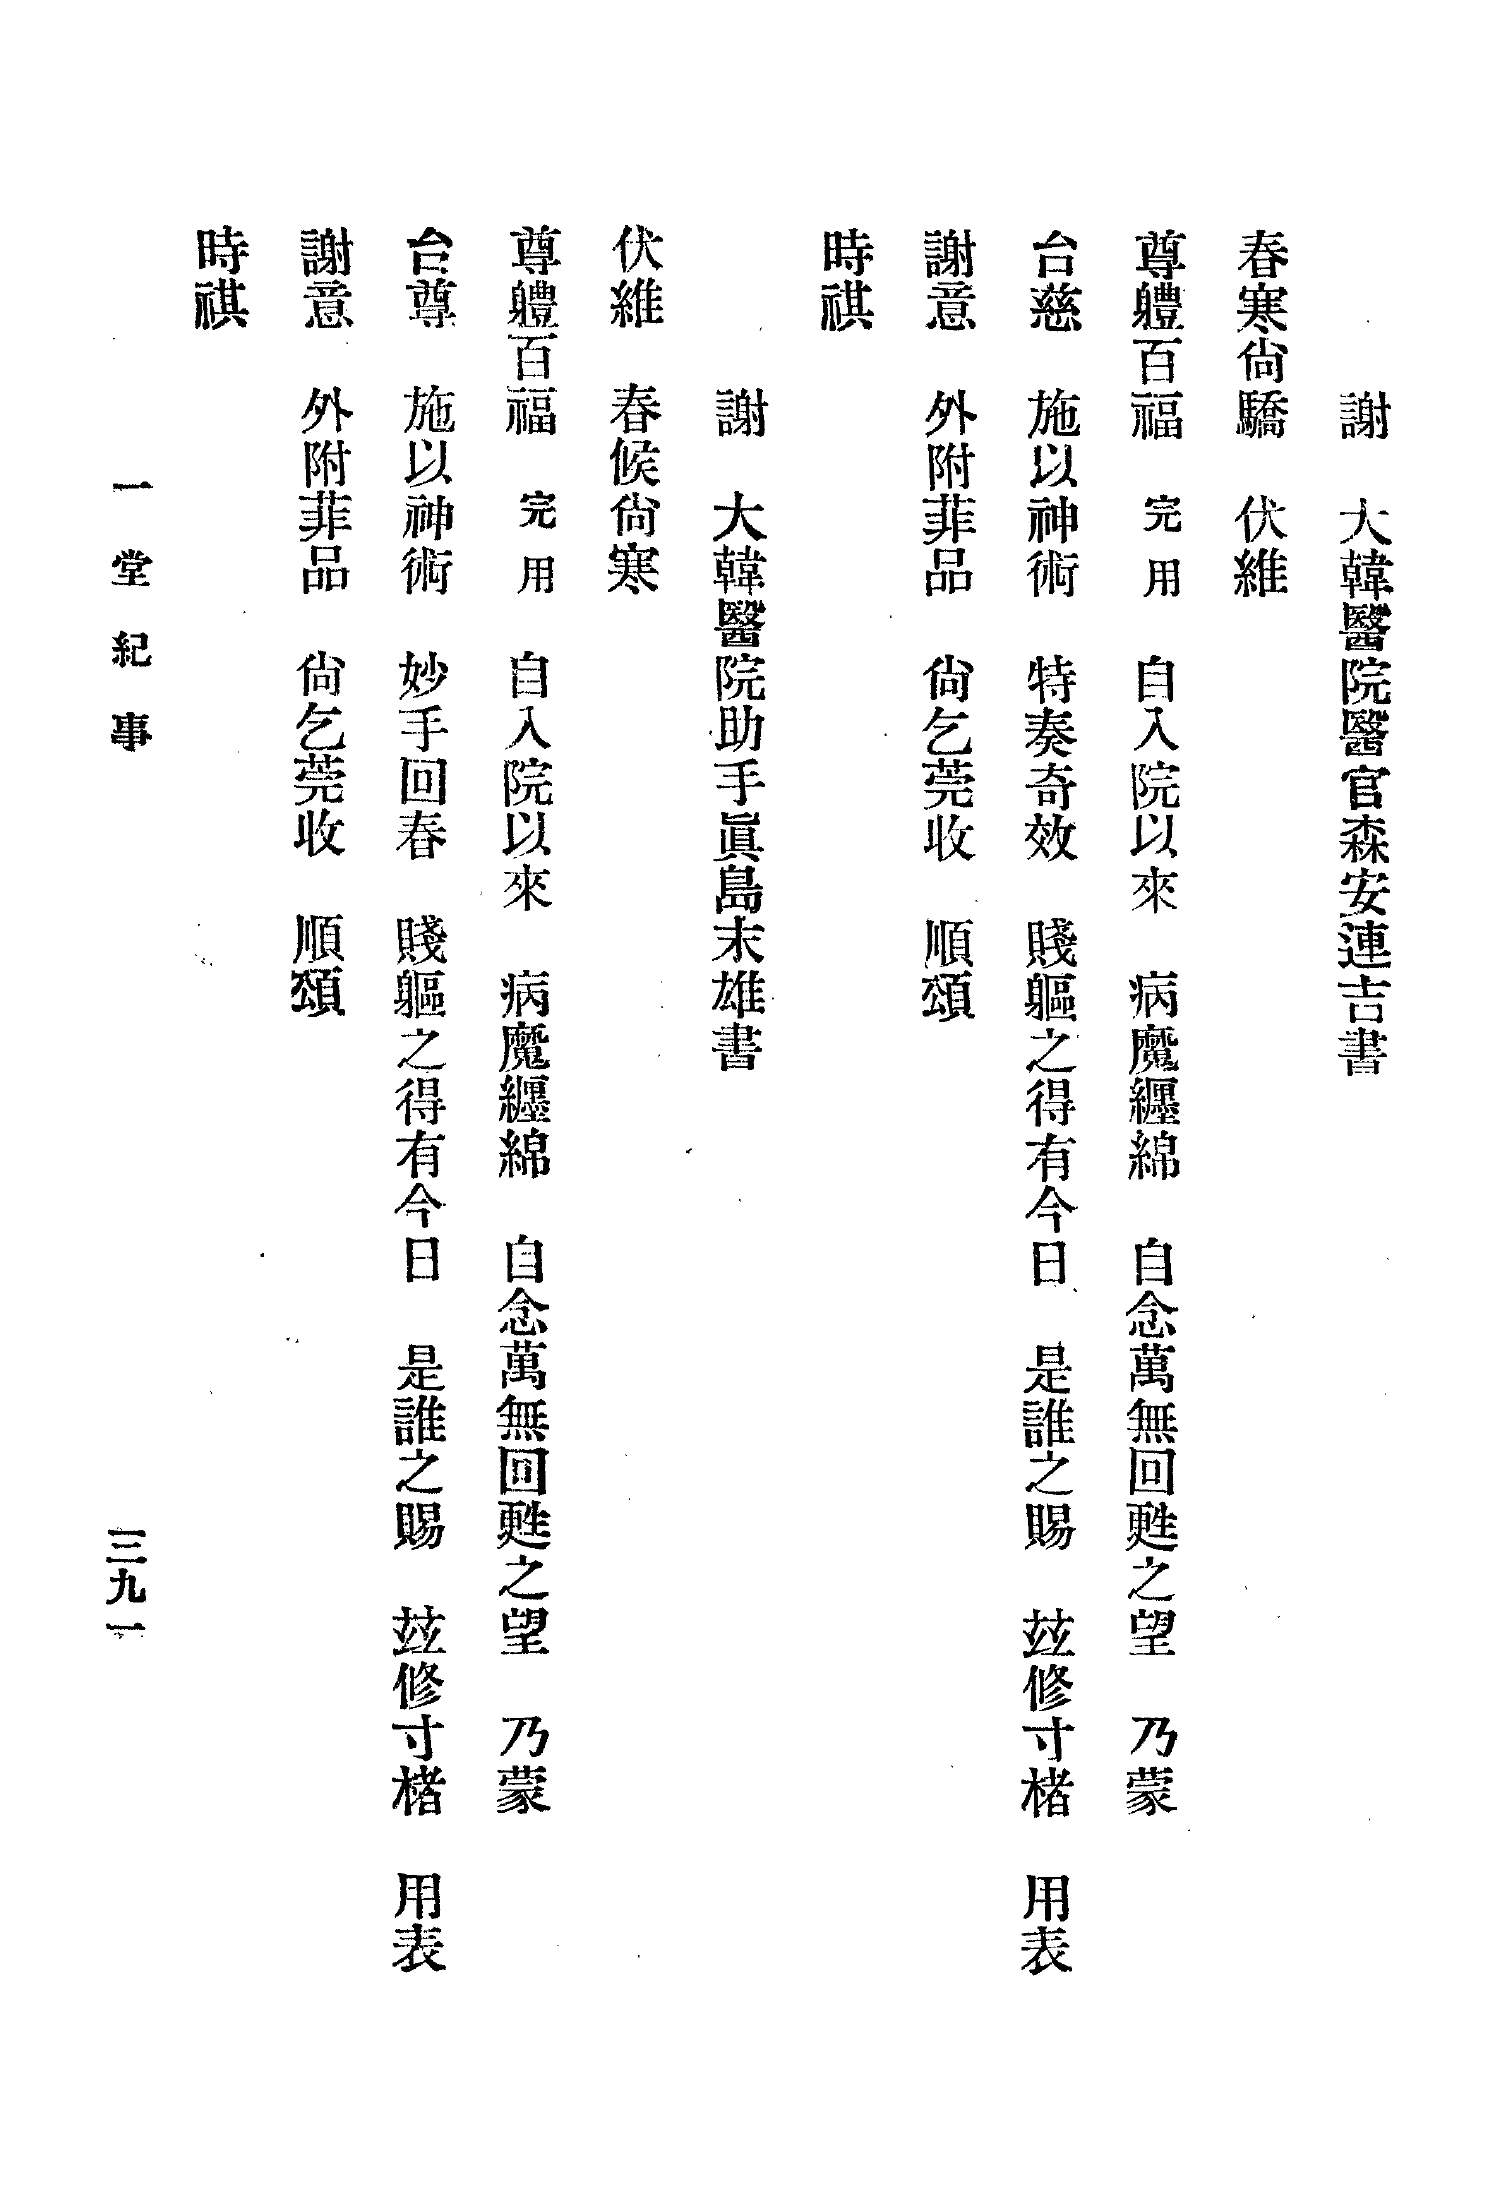 謝　大韓醫院醫官森安連吉書
春寒尙驕　伏維
尊軆百福　完用　自入院以來　病魔纒綿　自念萬無回甦之望　乃蒙
台慈　施以神術　特奏奇效　賤軀之得有今日　是誰之賜　玆修寸楮　用表
謝意　外附菲品　尙乞莞收　順頌
時祺
謝　大韓醫院助手眞島末雄書
伏維　春候尙寒
尊軆百福　完用　自入院以來　病魔纒綿　自念萬無回甦之望　乃蒙
台尊　施以神術　妙手回春　賤軀之得有今日　是誰之賜　玆修寸楮　用表
謝意　外附菲品　尙乞莞收　順頌
時祺
一堂紀事
三九一